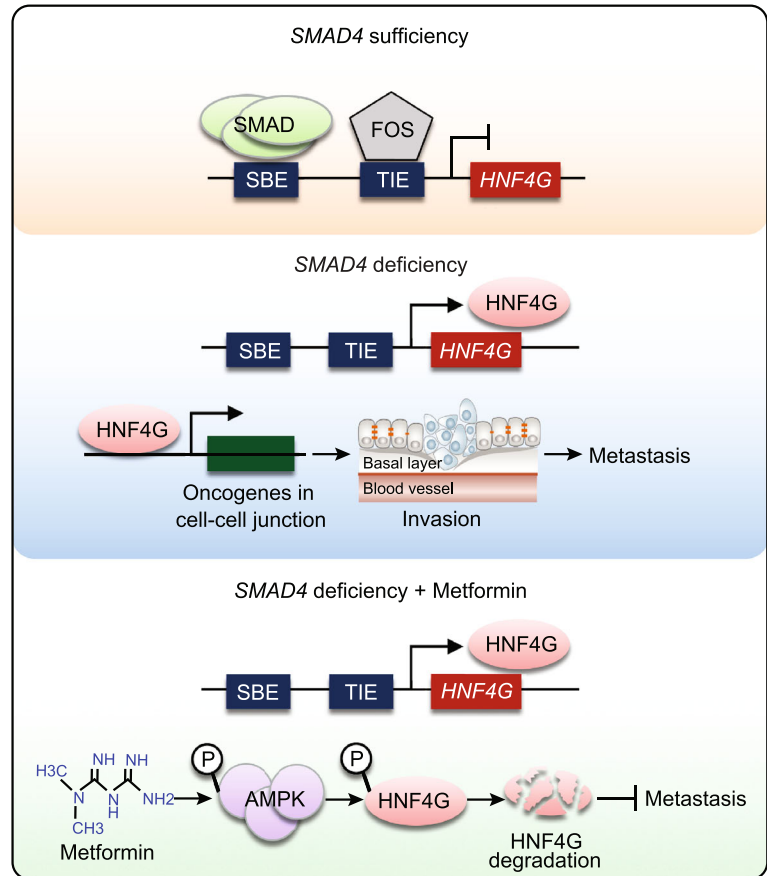 SMAD4 sufficiency
SMAD
FOS
SBE
TIE
HNF4G
SMAD4 deficiency
HNF4G
SBE
TIE
HNF4G
HNF4G
Oncogenes in
cell-cell junction
Basal layer
Blood vessel
Invasion
Metastasis
SMAD4 deficiency + Metformin
HNF4G
SBE
TIE
HNF4G
H3C
N
CH3
NH
NH
N
H
NH2
Metformin
P
AMPK
P
HNF4G
HNF4G
degradation
Metastasis